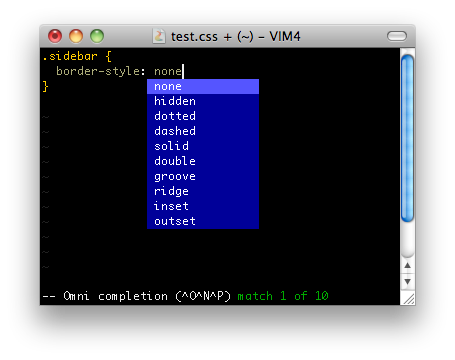 test.css + (~) – VIM4
.sidebar {
  border-style: none
}
none
hidden
dotted
dashed
solid
double
groove
ridge
inset
outset
~
~
~
~
~
~
~
~
~
~
~
-- Omni completion (^O^N^P) match 1 of 10